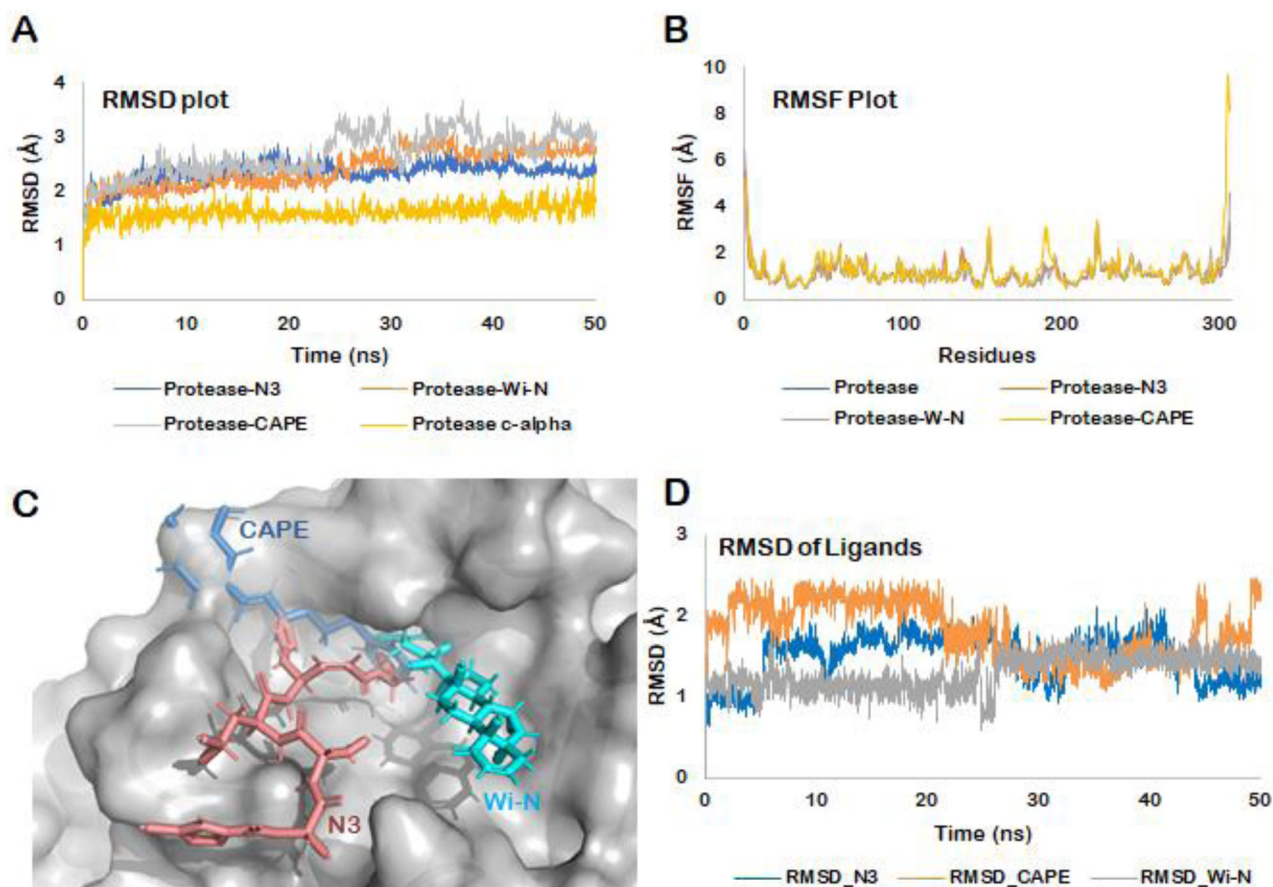 A
RMSD plot
RMSD (Å)
4
3
2
1
0
0 10 20 30 40 50
Time (ns)
Protease-N3 Protease-Wi-N
Protease-CAPE Protease c-alpha
B
RMSF Plot
RMSF (Å)
10
8
6
4
2
0
0 100 200 300
Residues
Protease Protease-N3
Protease-W-N Protease-CAPE
C
CAPE
Wi-N
N3
D
RMSD of Ligands
RMSD (Å)
3
2
1
0
0 10 20 30 40 50
Time (ns)
RMSD_N3 RMSD_CAPE RMSD_Wi-N